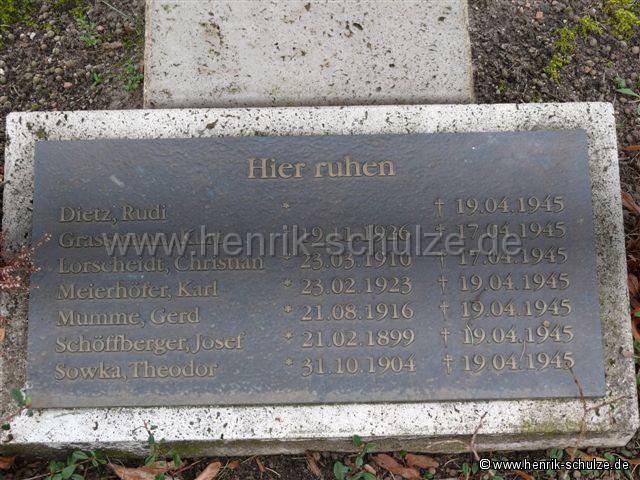 Hier ruhen
Dietz, Rudi * † 19.04.1945
* 29.11.1926 † 17.04.1945
www.henrik-schulze.de
Lorscheidt, Christian * 23.03.1910 † 17.04.1945
Meierhöfer, Karl * 23.02.1923 † 19.04.1945
Mumme, Gerd * 21.08.1916 † 19.04.1945
Schöffberger, Josef * 21.02.1899 † 19.04.1945
Sowka, Theodor * 31.10.1904 † 19.04.1945
© www.henrik-schulze.de